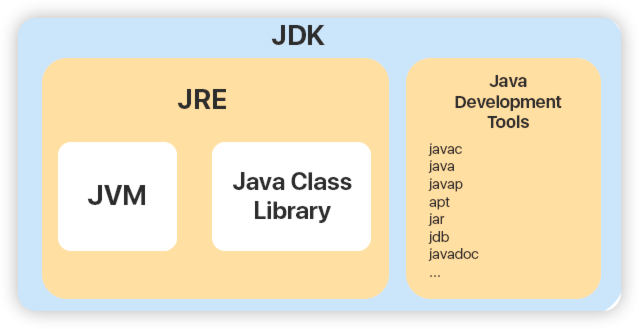 JDK
JRE
JVM
Java Class
Library
Java
Development
Tools
javac
java
javap
apt
jar
jdb
javadoc
...